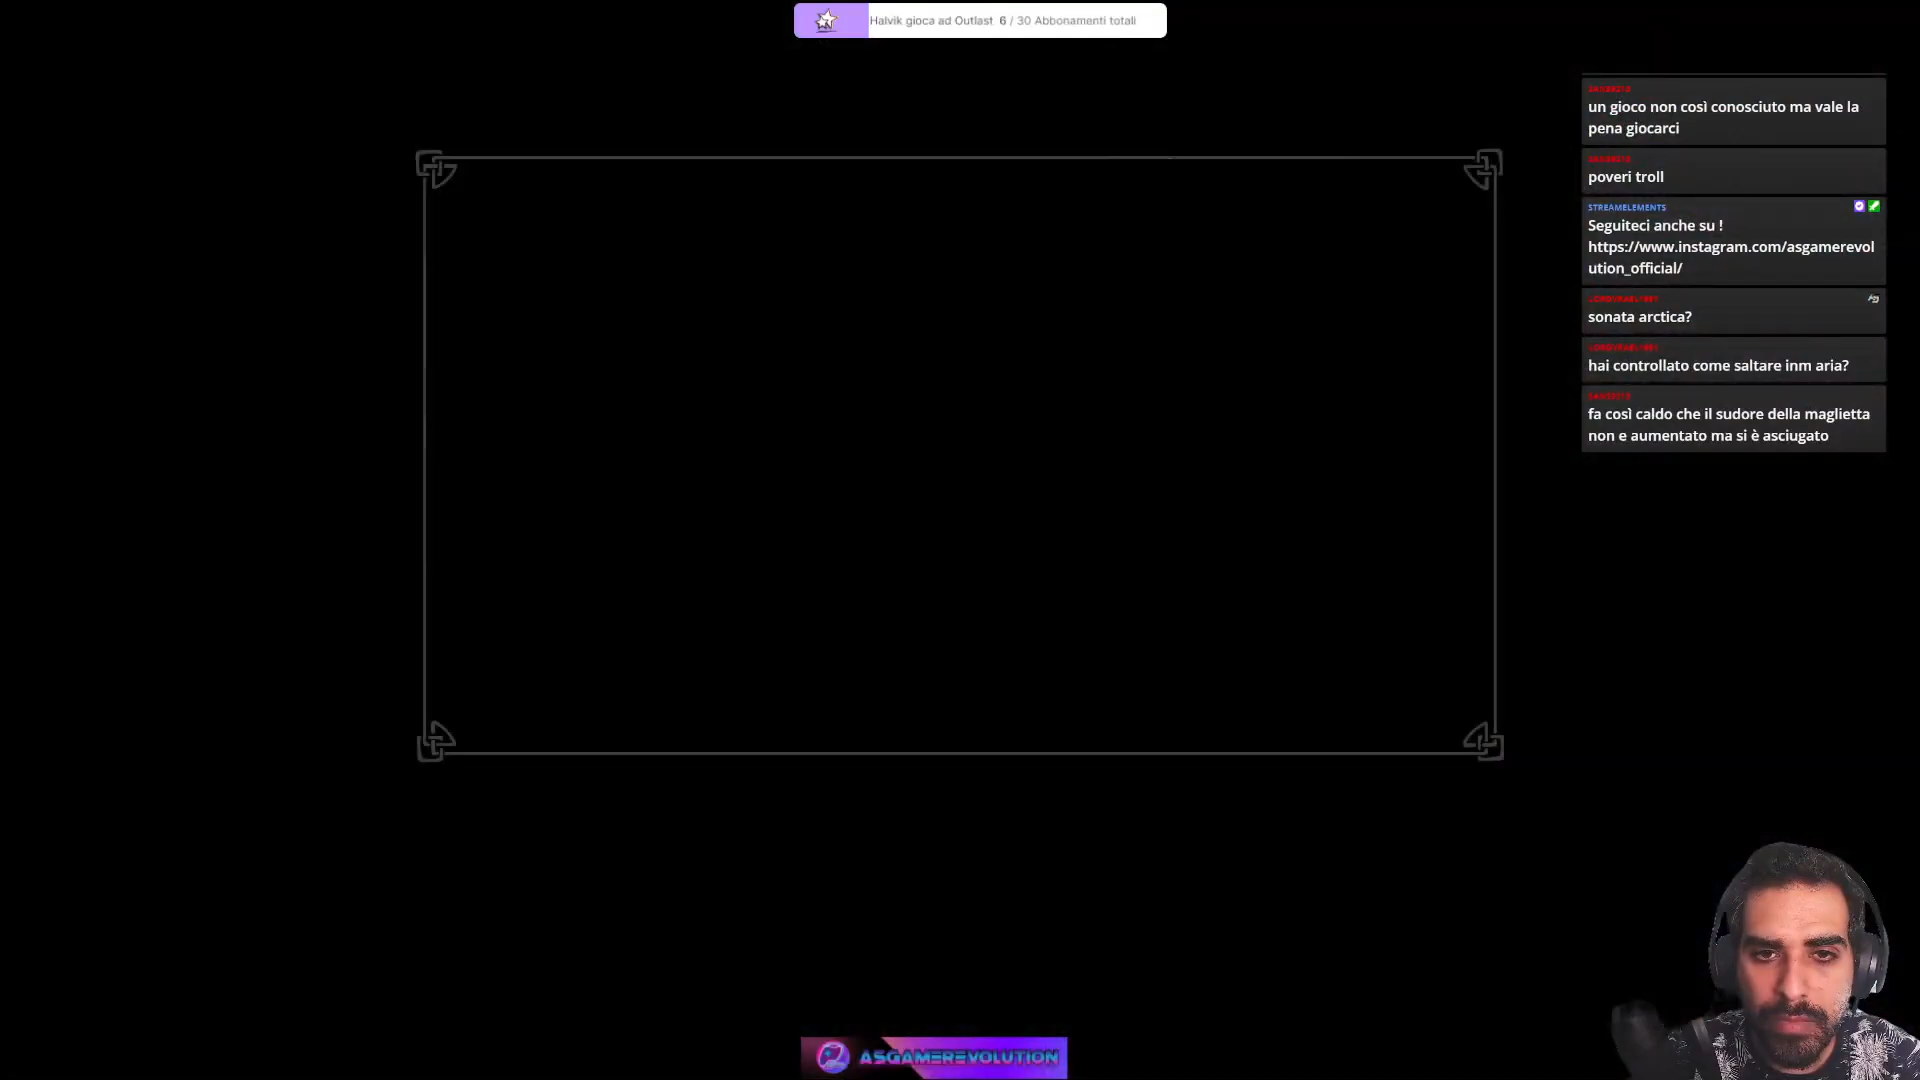 Halvik gioca ad Outlast 6 / 30 Abbonamenti totali
un gioco non così conosciuto ma vale la
pena giocarci
poveri troll
STREAMELEMENTS
Seguiteci anche su !
https://www.instagram.com/asgamerevol
ution_official/
sonata arctica?
hai controllato come saltare inm aria?
fa così caldo che il sudore della maglietta
non e aumentato ma si è asciugato
ASGAMEREVOLUTION